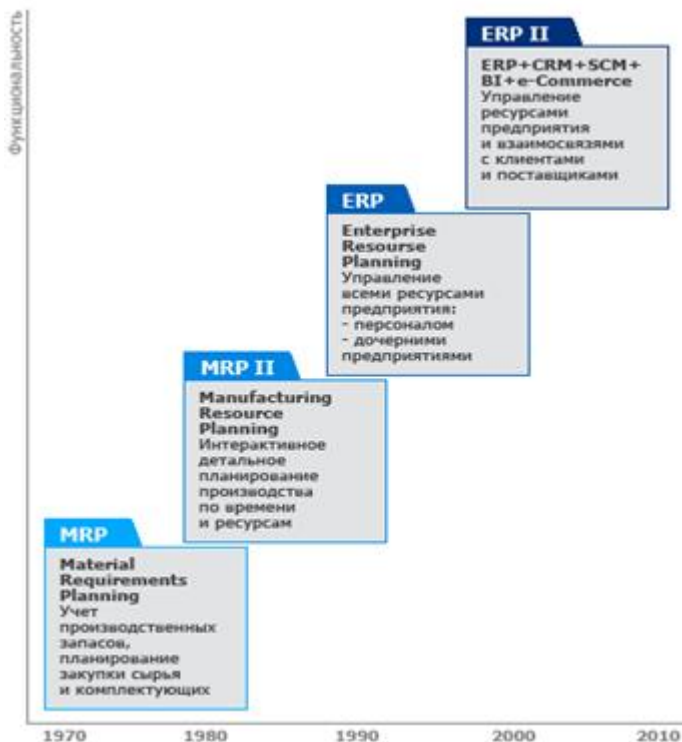 Функциональность
ERP II
ERP+CRM+SCM+
BI+e-Commerce
Управление
ресурсами
предприятия
и взаимосвязями
с клиентами
и поставщиками
ERP
Enterprise
Resourse
Planning
Управление
всеми ресурсами
предприятия:
- персоналом
- дочерними
предприятиями
MRP II
Manufacturing
Resource
Planning
Интерактивное
детальное
планирование
производства
по времени
и ресурсам
MRP
Material
Requirements
Planning
Учет
производственных
запасов,
планирование
закупки сырья
и комплектующих
1970 1980 1990 2000 2010